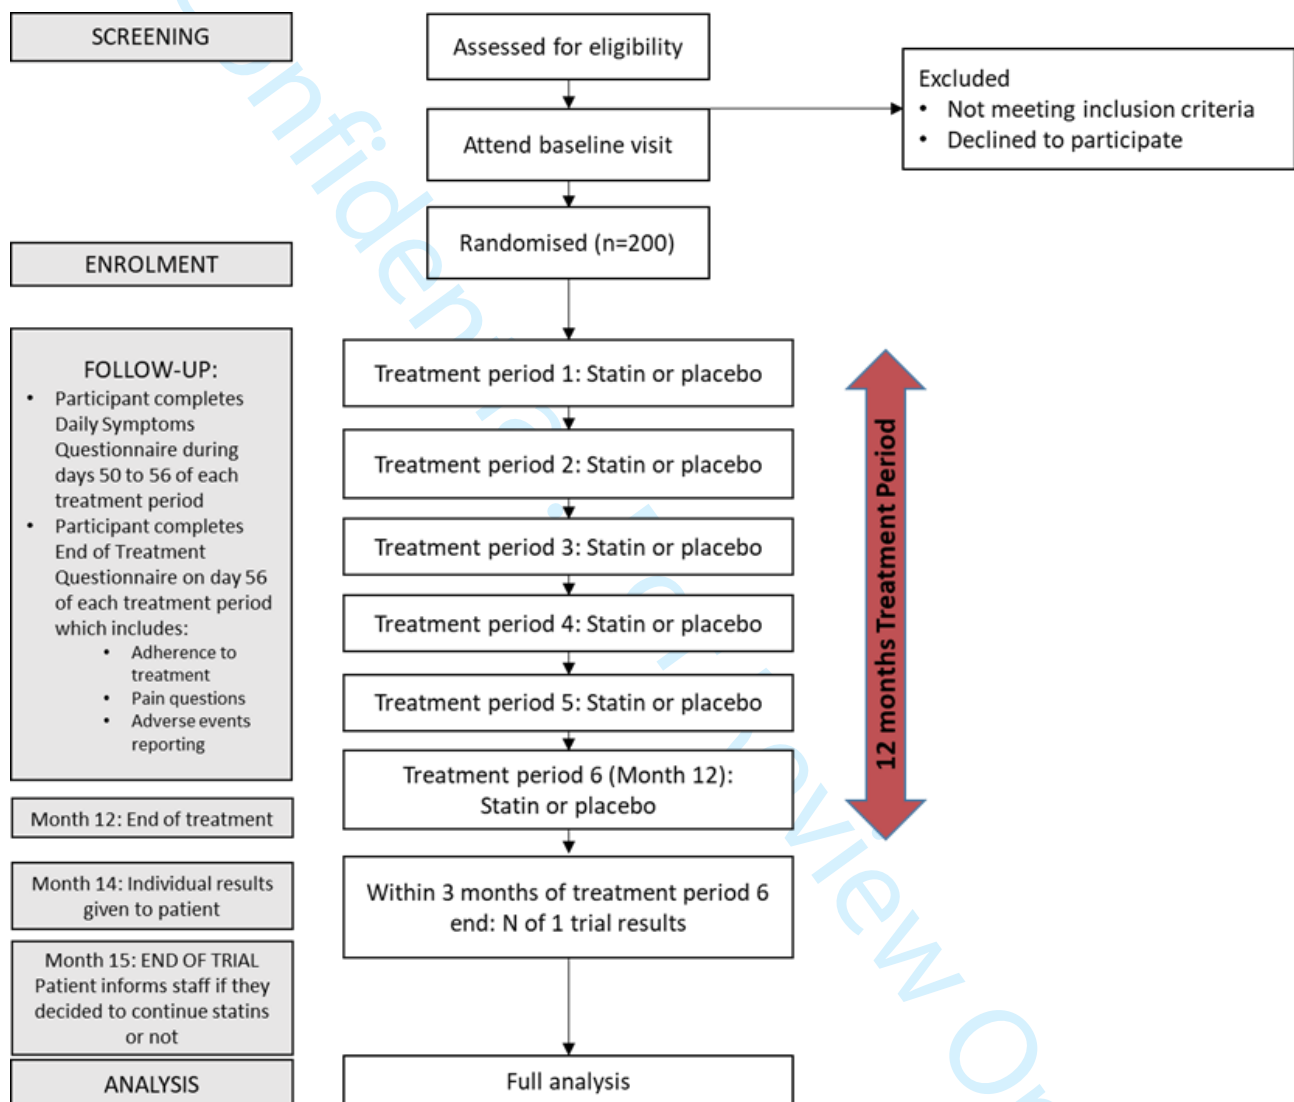 SCREENING
Assessed for eligibility
Excluded
• Not meeting inclusion criteria
• Declined to participate
Attend baseline visit
Randomised (n=200)
ENROLMENT
FOLLOW-UP:
• Participant completes
Daily Symptoms
Questionnaire during
days 50 to 56 of each
treatment period
• Participant completes
End of Treatment
Questionnaire on day 56
of each treatment period
which includes:
• Adherence to
treatment
• Pain questions
• Adverse events
reporting
Treatment period 1: Statin or placebo
Treatment period 2: Statin or placebo
Treatment period 3: Statin or placebo
Treatment period 4: Statin or placebo
Treatment period 5: Statin or placebo
Treatment period 6 (Month 12):
Statin or placebo
12 months Treatment Period
Month 12: End of treatment
Month 14: Individual results
given to patient
Within 3 months of treatment period 6
end: N of 1 trial results
Month 15: END OF TRIAL
Patient informs staff if they
decided to continue statins
or not
ANALYSIS
Full analysis